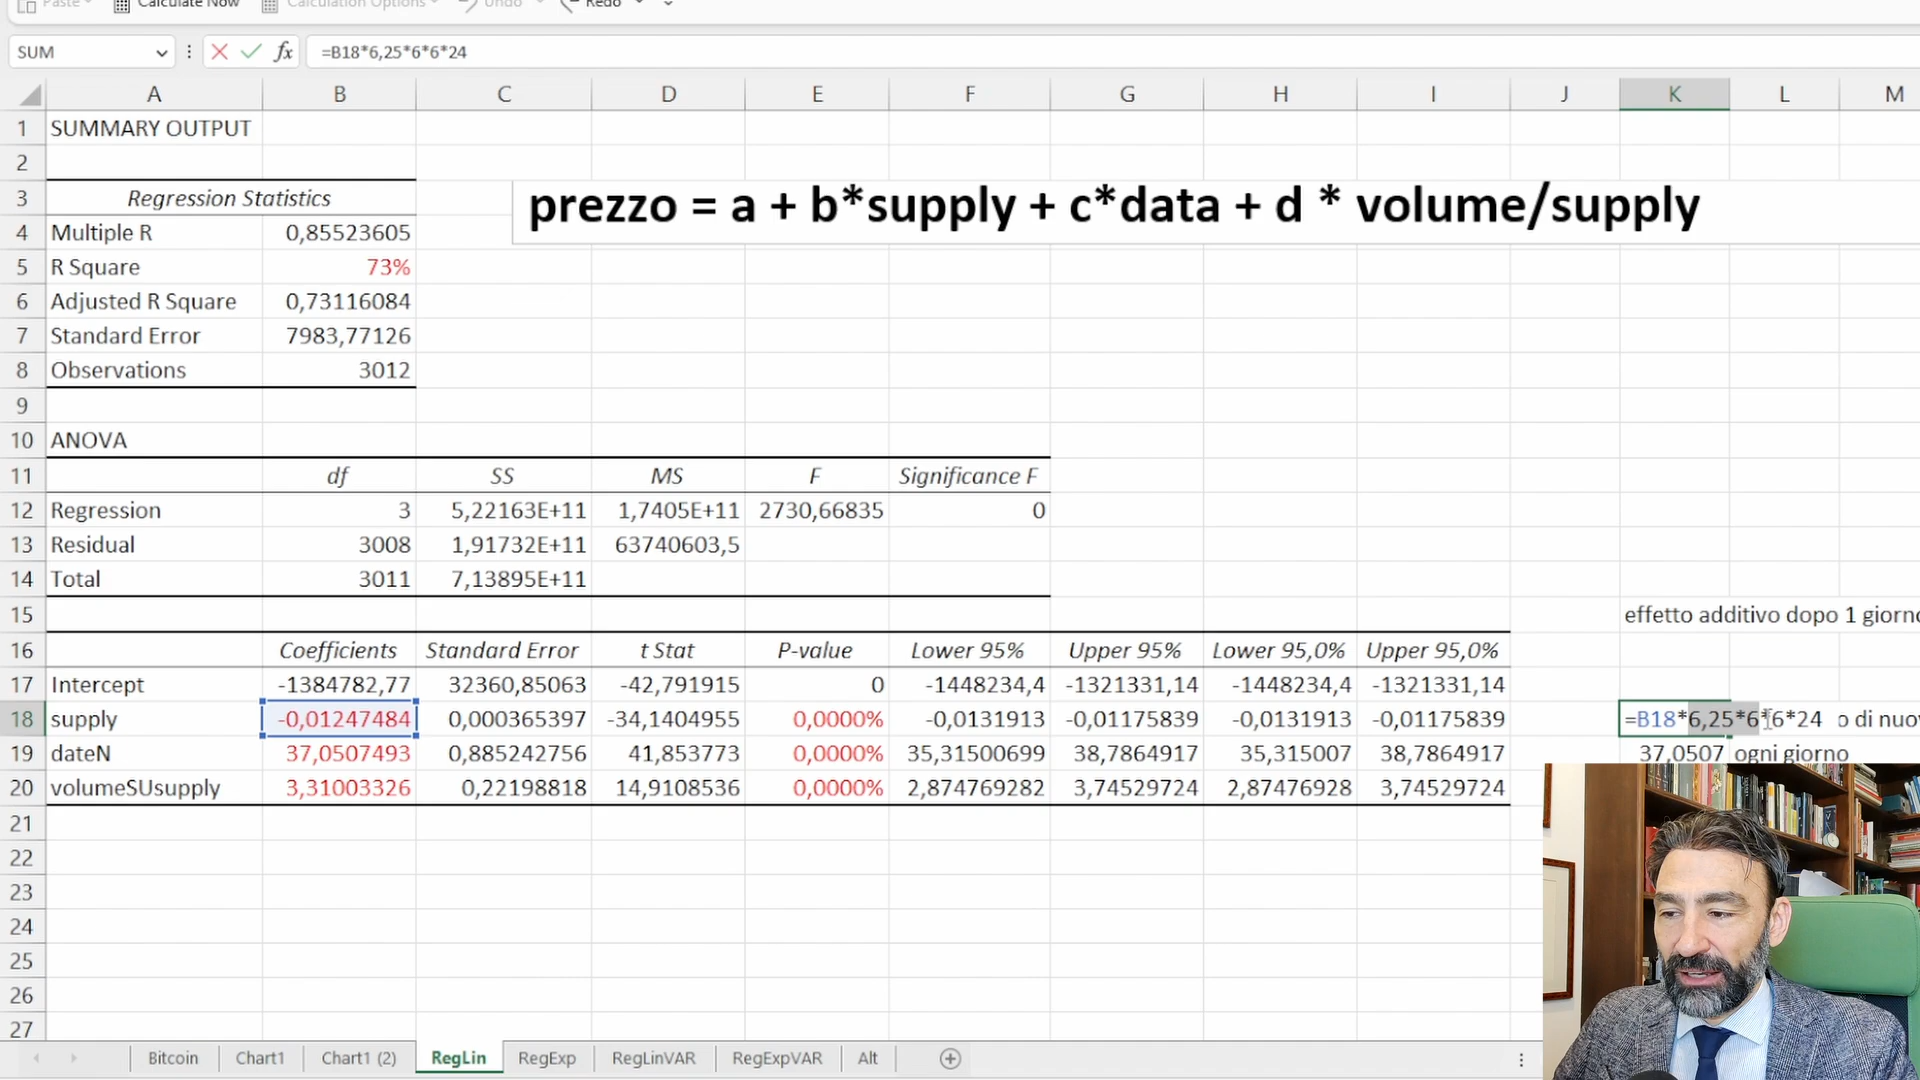 Paste Calculate Now Calculation Options Undo Redo
SUM =B18*6,25*6*6*24
A B C D E F G H I J K L M
1 SUMMARY OUTPUT
2
3 Regression Statistics prezzo = a + b*supply + c*data + d * volume/supply
4 Multiple R 0,85523605
5 R Square 73%
6 Adjusted R Square 0,73116084
7 Standard Error 7983,77126
8 Observations 3012
9
10 ANOVA
11 df SS MS F Significance F
12 Regression 3 5,22163E+11 1,7405E+11 2730,66835 0
13 Residual 3008 1,91732E+11 63740603,5
14 Total 3011 7,13895E+11
15 effetto additivo dopo 1 giorno
16 Coefficients Standard Error t Stat P-value Lower 95% Upper 95% Lower 95,0% Upper 95,0%
17 Intercept -1384782,77 32360,85063 -42,791915 0 -1448234,4 -1321331,14 -1448234,4 -1321331,14
18 supply -0,01247484 0,000365397 -34,1404955 0,0000% -0,0131913 -0,01175839 -0,0131913 -0,01175839 =B18*6,25*6*6*24 o di nuov
19 dateN 37,0507493 0,885242756 41,853773 0,0000% 35,31500699 38,7864917 35,315007 38,7864917 37,0507 ogni giorno
20 volumeSUsupply 3,31003326 0,22198818 14,9108536 0,0000% 2,874769282 3,74529724 2,87476928 3,74529724
21
22
23
24
25
26
27
Bitcoin Chart1 Chart1 (2) RegLin RegExp RegLinVAR RegExpVAR Alt